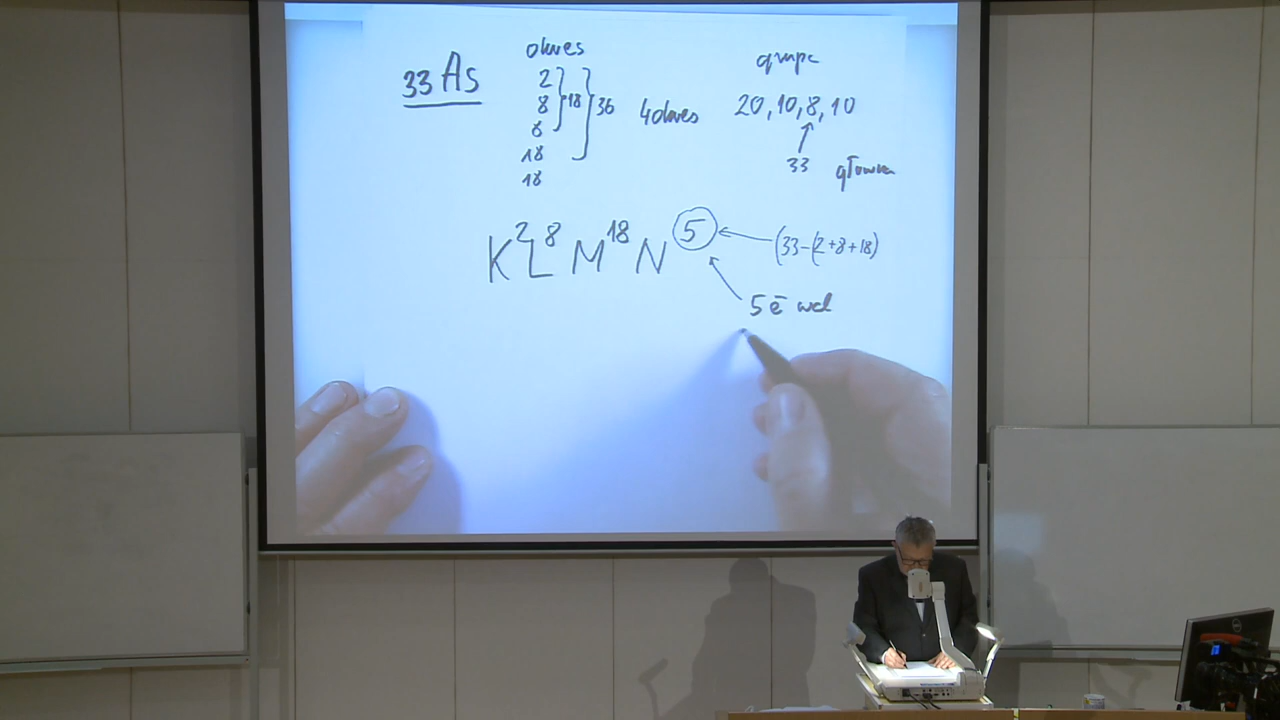 33 As
okres
2
8
8
18
18
18
36
4 okres
grupa
20, 10, 8, 10
33
główna
K² L⁸ M¹⁸ N⁵
(33-(2+8+18)
5 ē wal
DELL